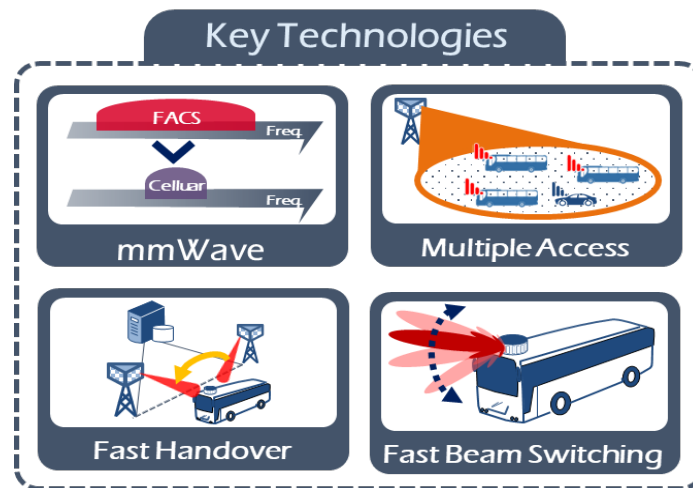 Key Technologies
FACS
Freq.
Celluar
Freq.
mmWave
Multiple Access
Fast Handover
Fast Beam Switching